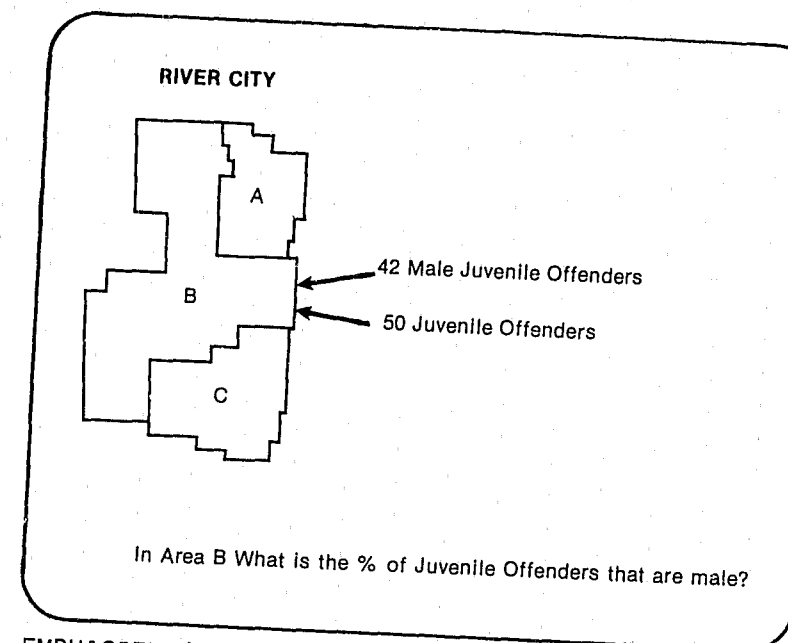 RIVER CITY
A
42 Male Juvenile Offenders
B
50 Juvenile Offenders
C
In Area B What is the % of Juvenile Offenders that are male?